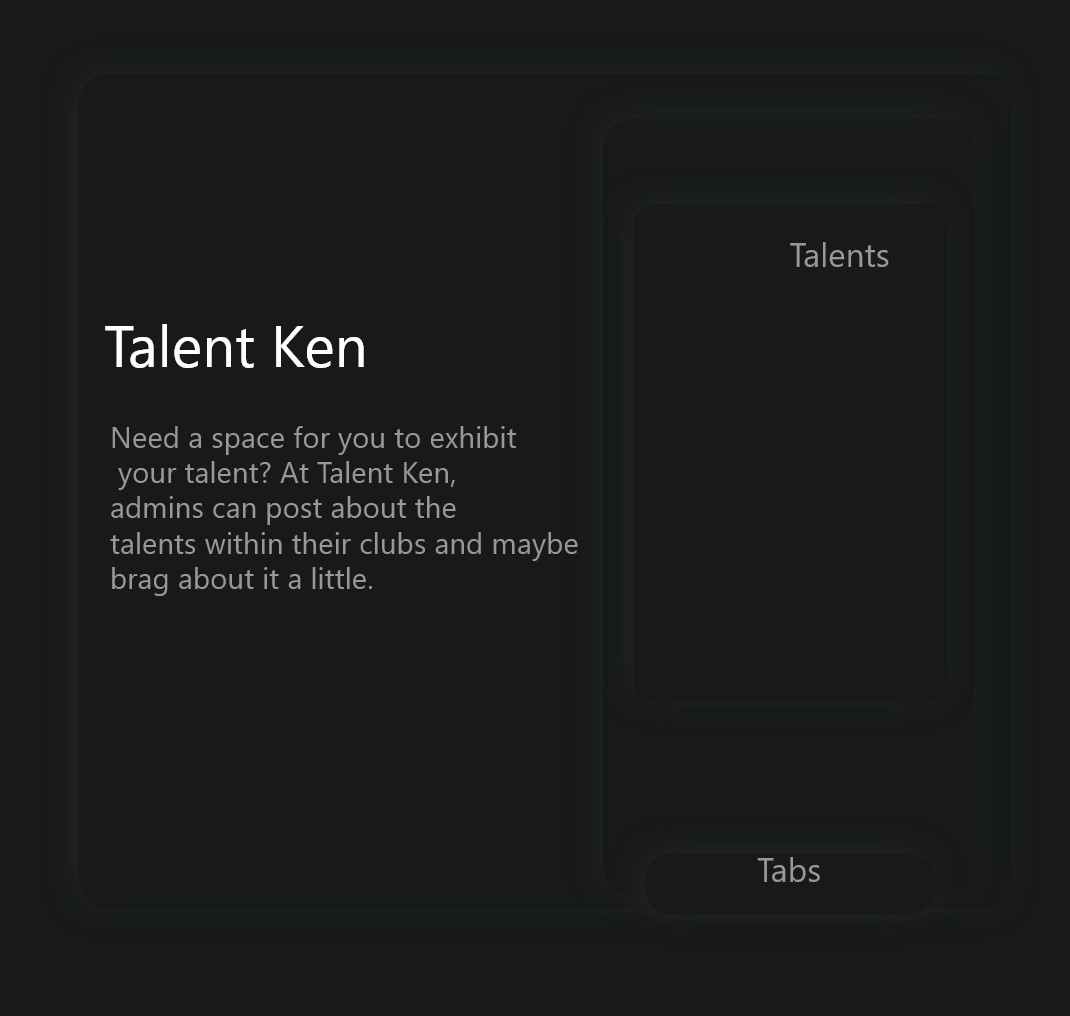 Talents
Talent Ken
Need a space for you to exhibit
your talent? At Talent Ken,
admins can post about the
talents within their clubs and maybe
brag about it a little.
Tabs